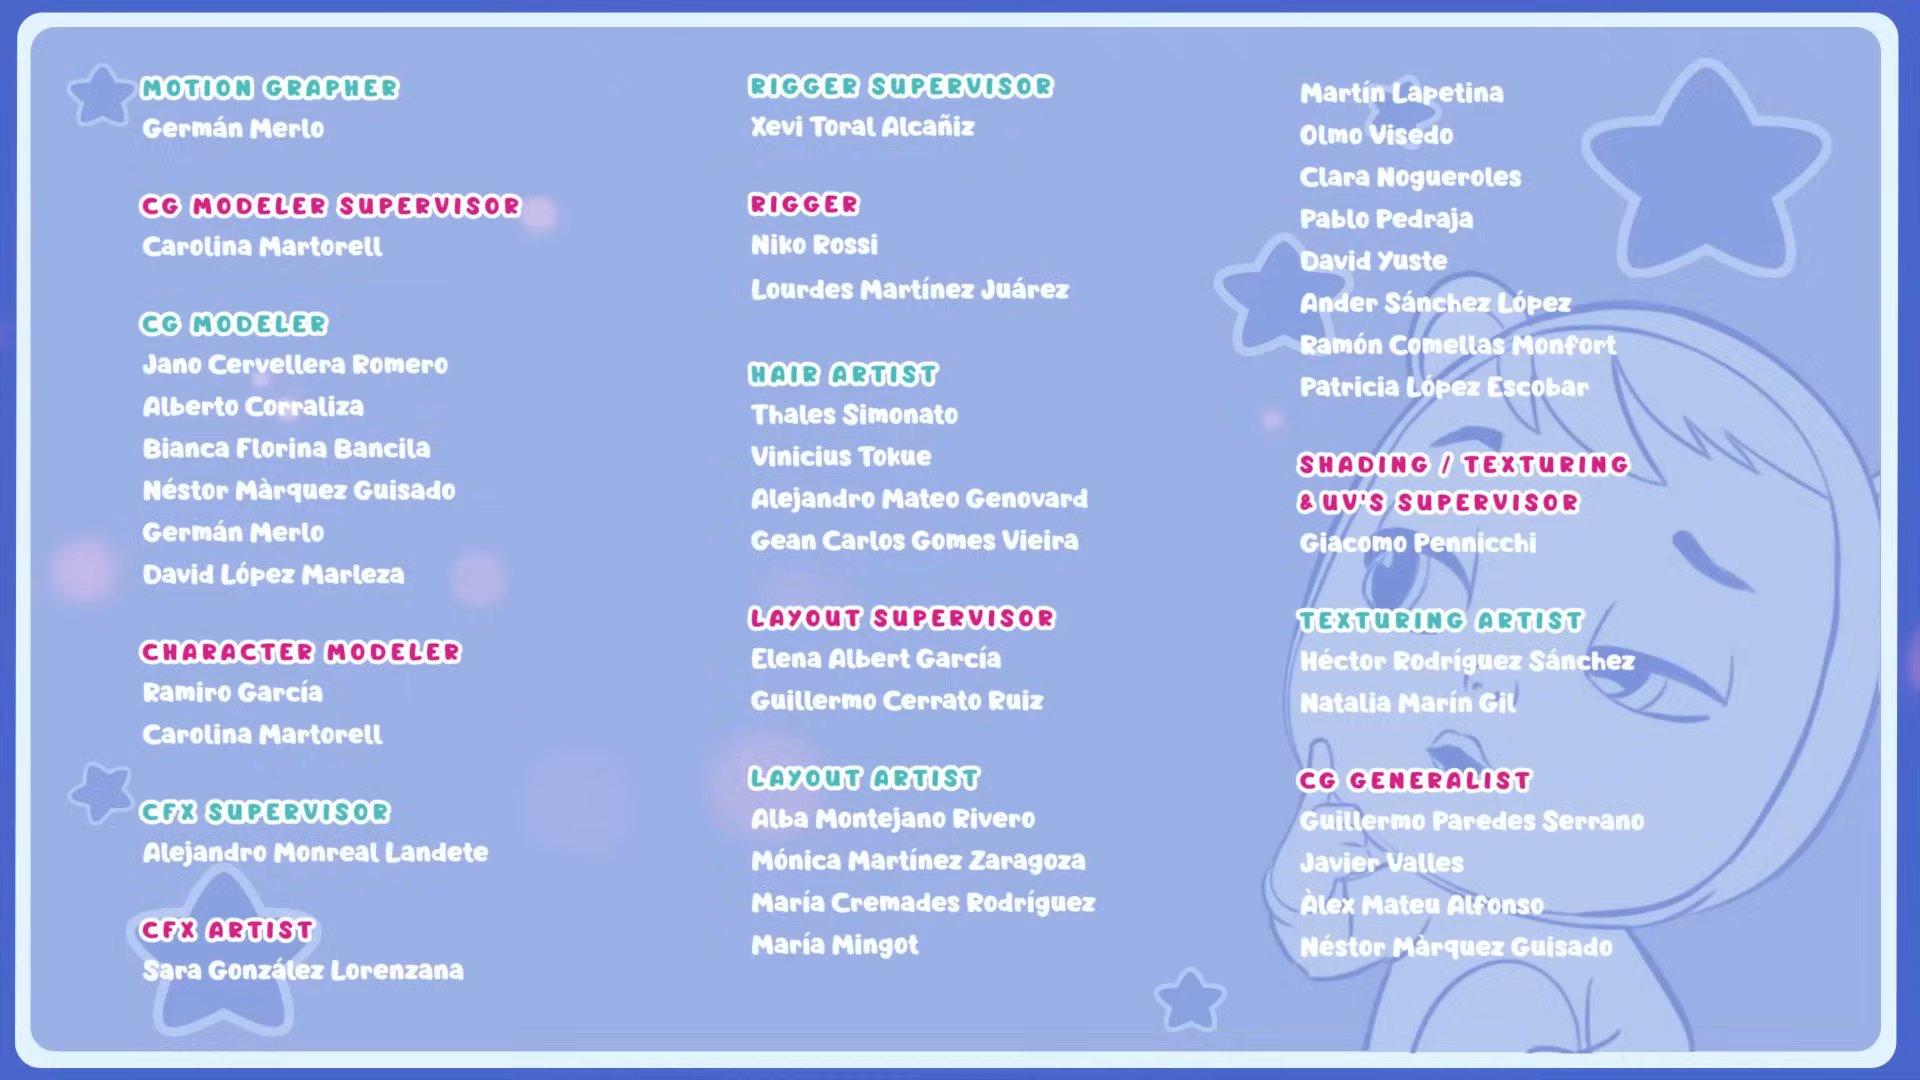 MOTION GRAPHER
Germán Merlo
CG MODELER SUPERVISOR
Carolina Martorell
CG MODELER
Jano Cervellera Romero
Alberto Corraliza
Bianca Florina Bancila
Néstor Màrquez Guisado
Germán Merlo
David López Marleza
CHARACTER MODELER
Ramiro García
Carolina Martorell
CFX SUPERVISOR
Alejandro Monreal Landete
CFX ARTIST
Sara González Lorenzana
RIGGER SUPERVISOR
Xevi Toral Alcañiz
RIGGER
Niko Rossi
Lourdes Martínez Juárez
HAIR ARTIST
Thales Simonato
Vinicius Tokue
Alejandro Mateo Genovard
Gean Carlos Gomes Vieira
LAYOUT SUPERVISOR
Elena Albert García
Guillermo Cerrato Ruiz
LAYOUT ARTIST
Alba Montejano Rivero
Mónica Martínez Zaragoza
María Cremades Rodríguez
María Mingot
Martín Lapetina
Olmo Visedo
Clara Nogueroles
Pablo Pedraja
David Yuste
Ander Sánchez López
Ramón Comellas Monfort
Patricia López Escobar
SHADING / TEXTURING
& UV'S SUPERVISOR
Giacomo Pennicchi
TEXTURING ARTIST
Héctor Rodríguez Sánchez
Natalia Marín Gil
CG GENERALIST
Guillermo Paredes Serrano
Javier Valles
Àlex Mateu Alfonso
Néstor Màrquez Guisado